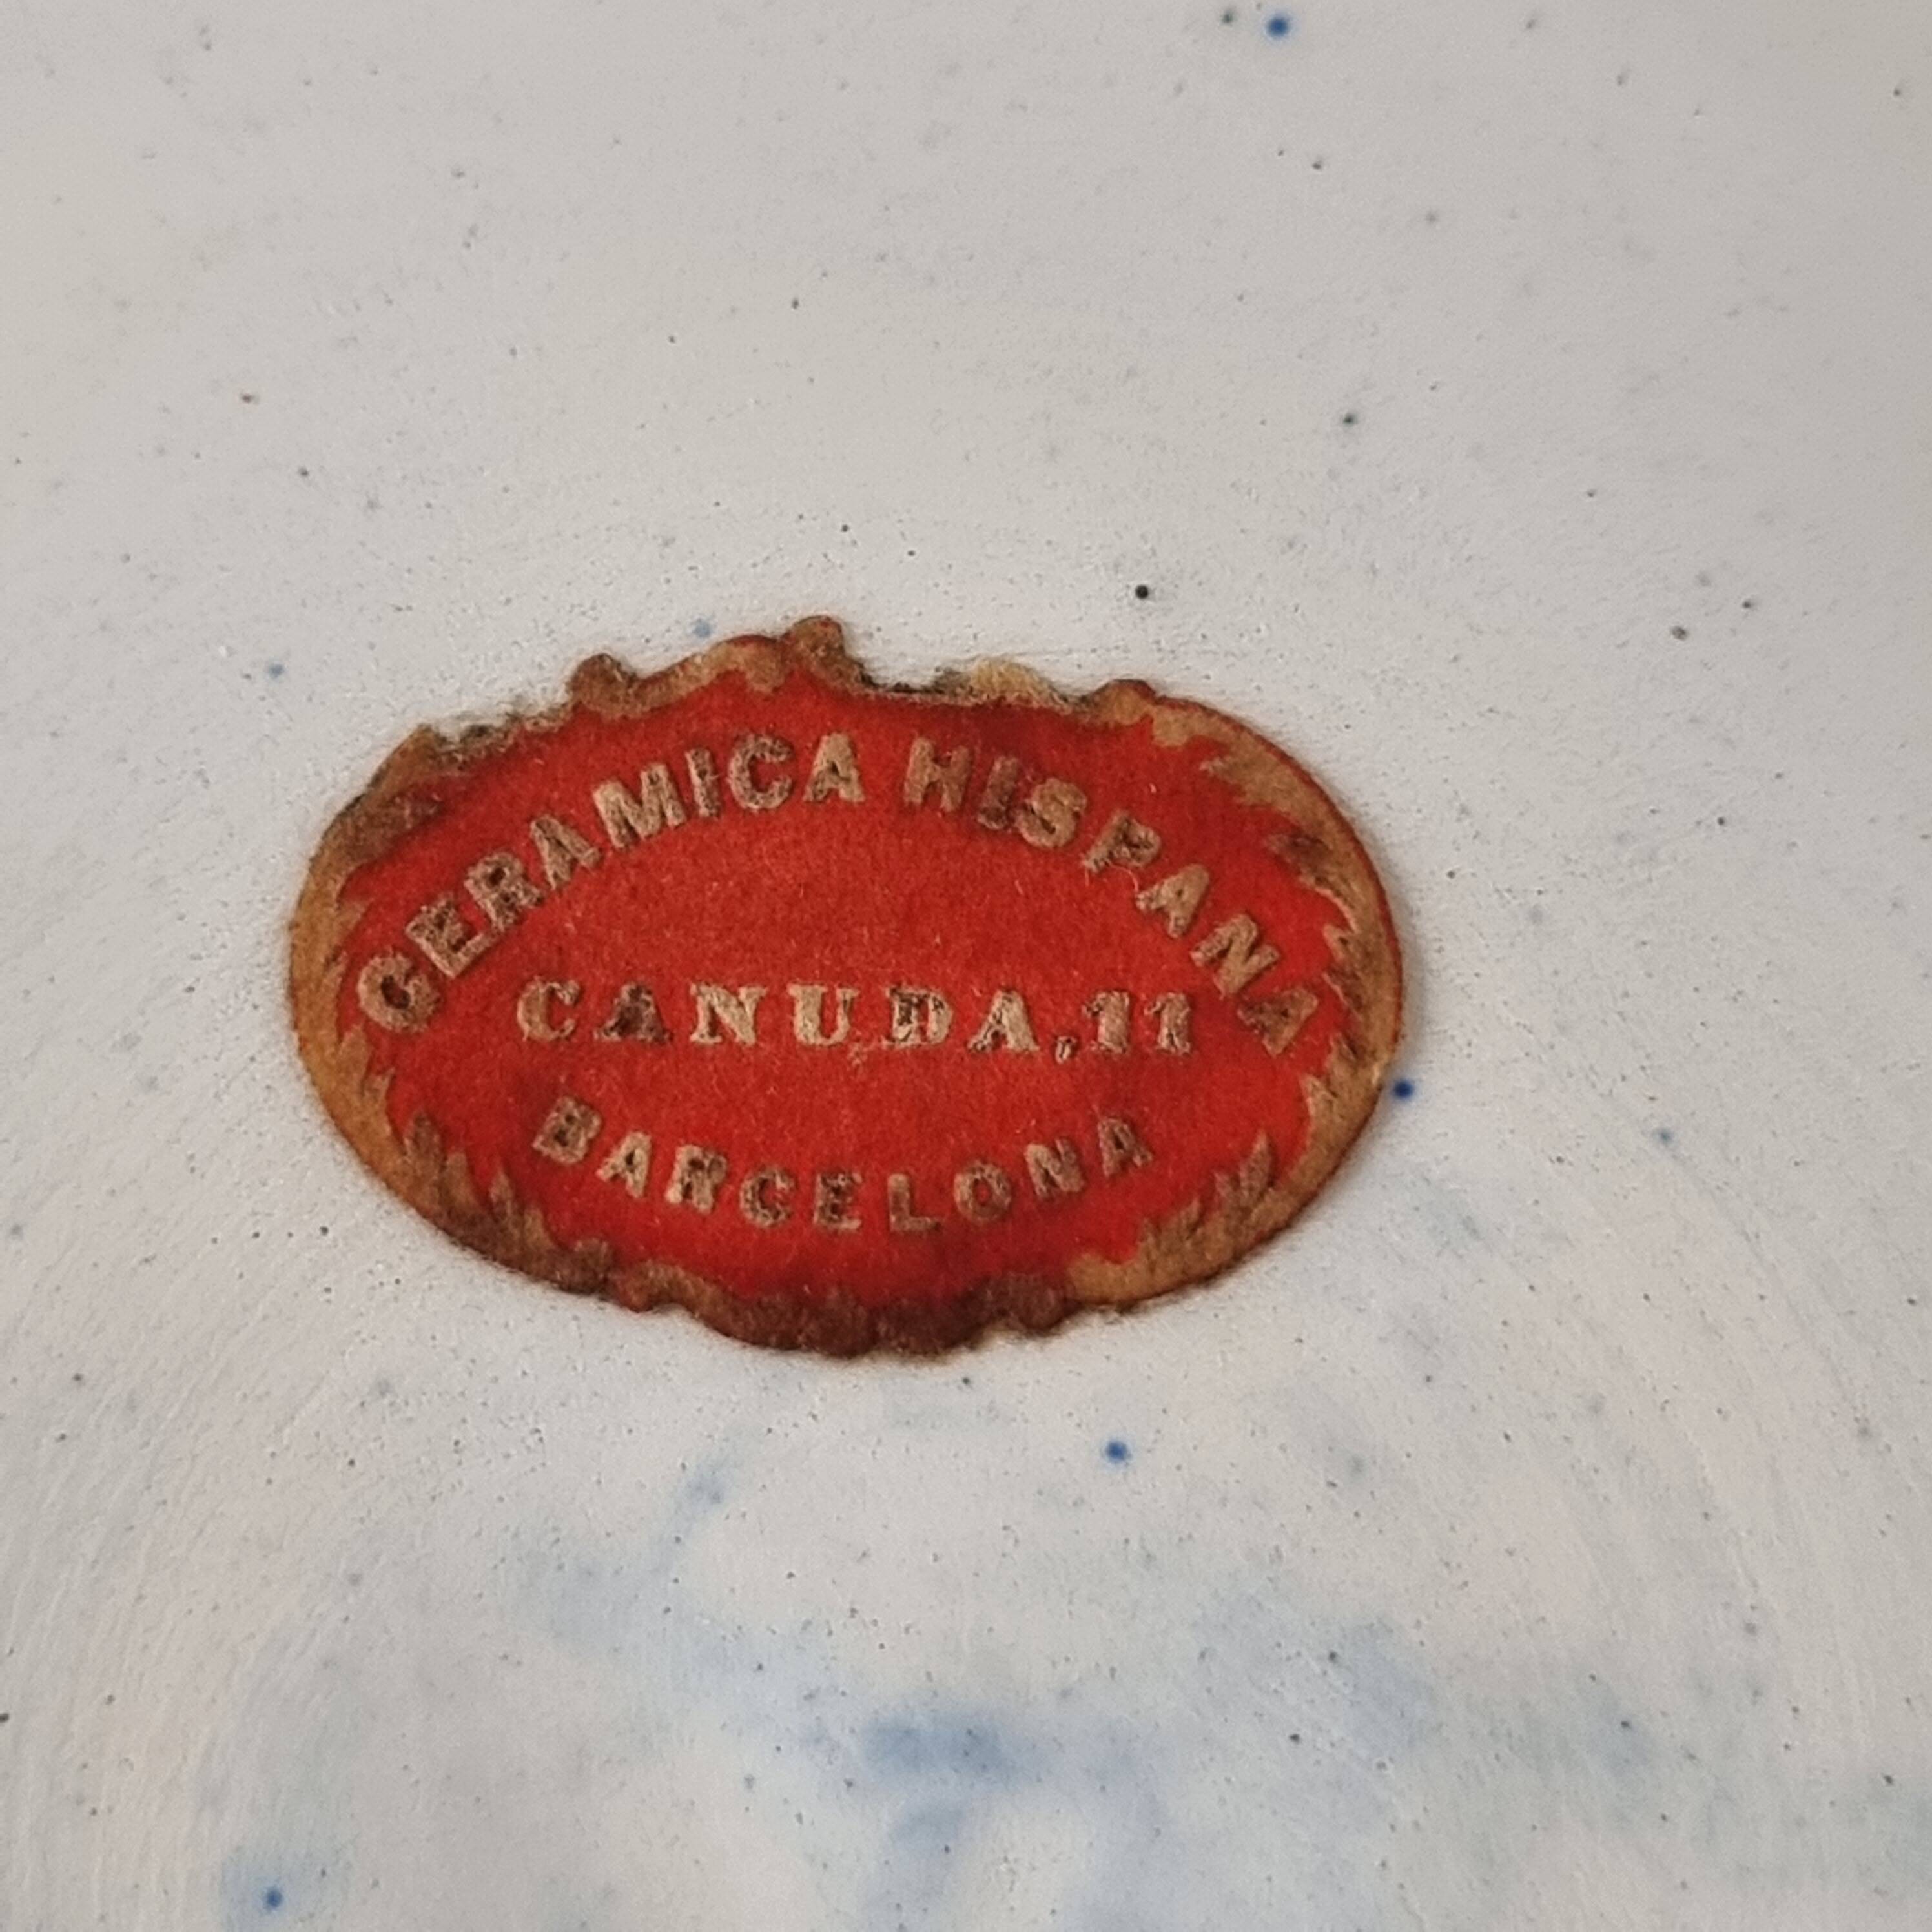 CERAMICA HISPANA
CANUDA, 11
BARCELONA